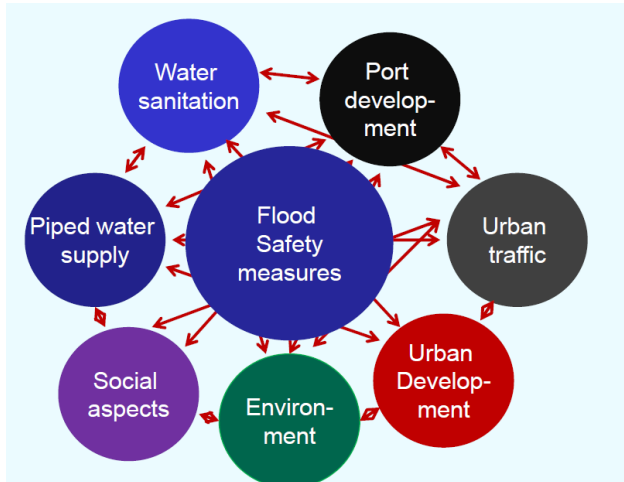 Water
sanitation
Port
develop-
ment
Piped water
supply
Flood
Safety
measures
Urban
traffic
Social
aspects
Environ-
ment
Urban
Develop-
ment